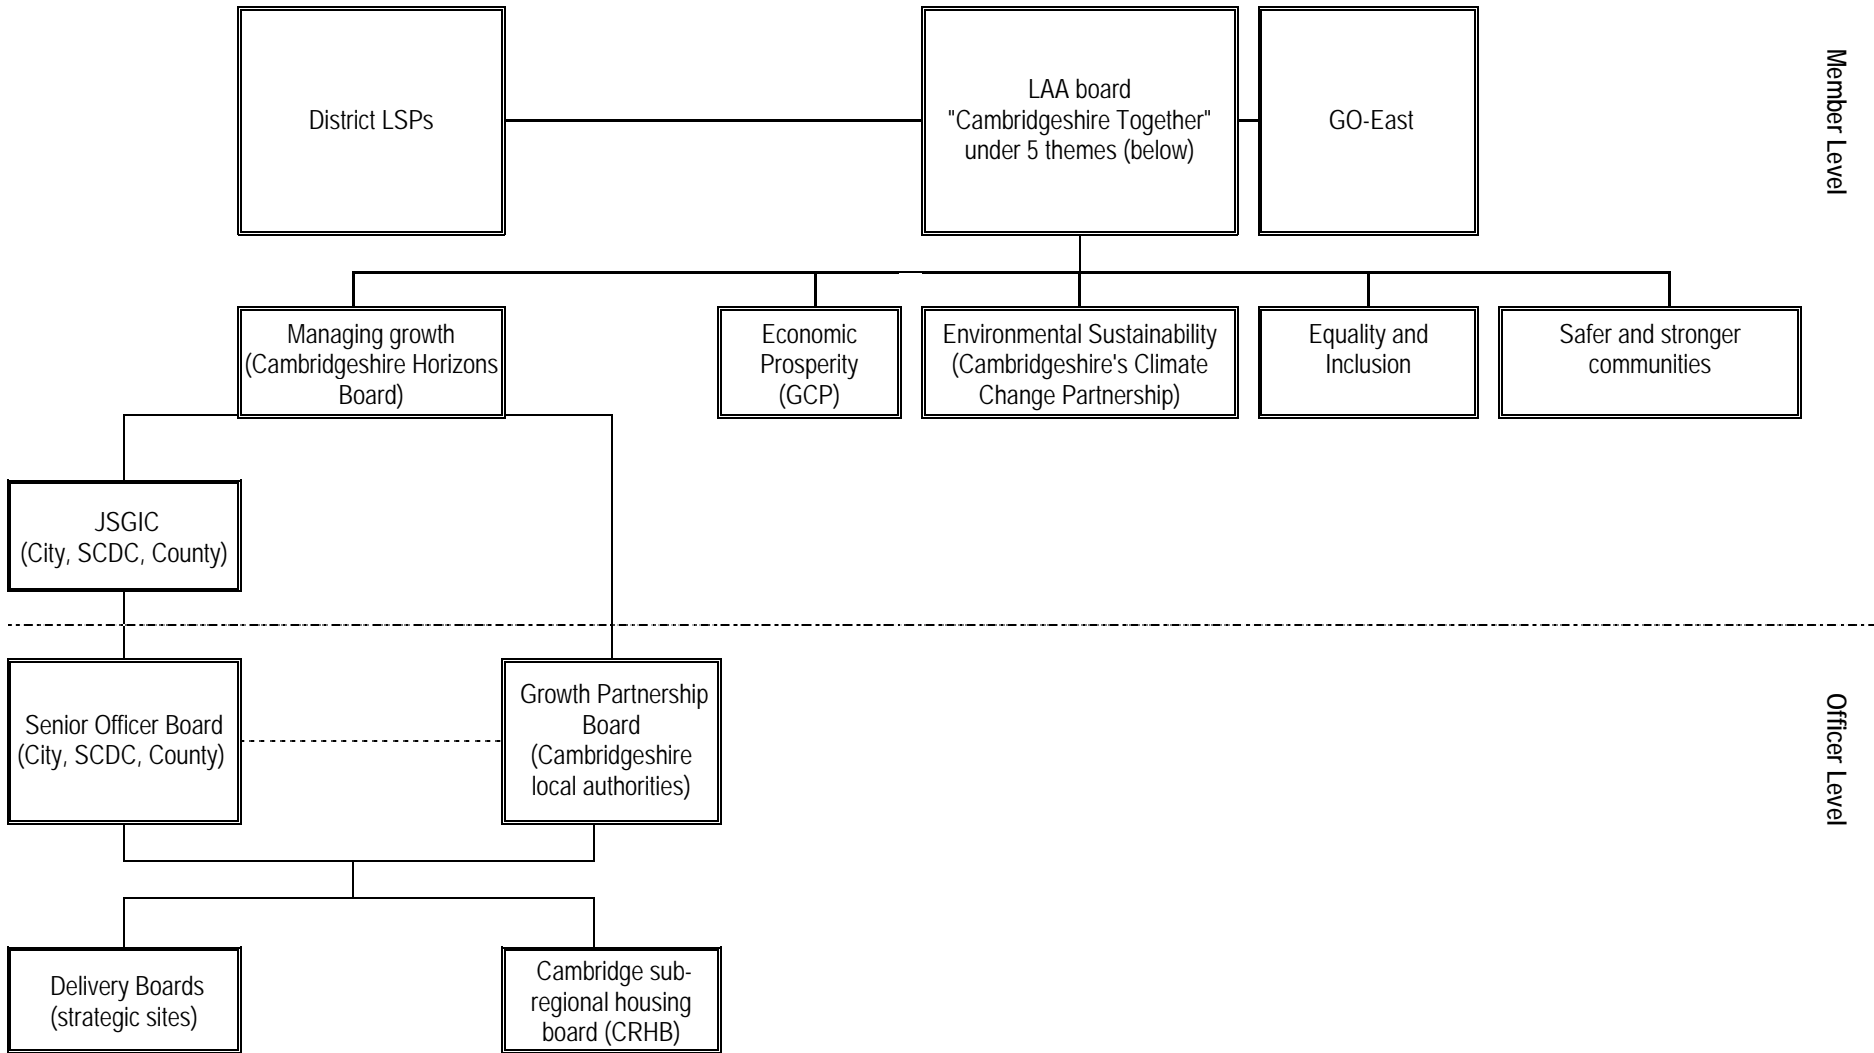 District LSPs
LAA board
"Cambridgeshire Together"
under 5 themes (below)
GO-East
Member Level
Managing growth
(Cambridgeshire Horizons
Board)
Economic
Prosperity
(GCP)
Environmental Sustainability
(Cambridgeshire's Climate
Change Partnership)
Equality and
Inclusion
Safer and stronger
communities
JSGIC
(City, SCDC, County)
Senior Officer Board
(City, SCDC, County)
Growth Partnership
Board
(Cambridgeshire
local authorities)
Officer Level
Delivery Boards
(strategic sites)
Cambridge sub-
regional housing
board (CRHB)